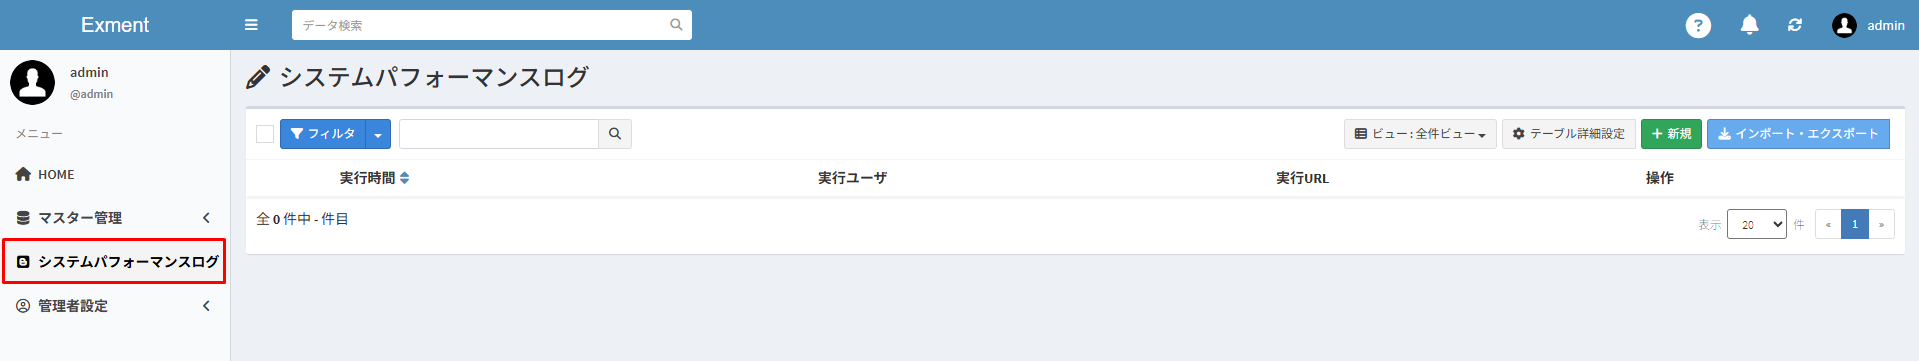 Exment
データ検索
?
admin
admin
@admin
メニュー
HOME
マスター管理
システムパフォーマンスログ
管理者設定
システムパフォーマンスログ
フィルタ
ビュー : 全件ビュー
テーブル詳細設定
+ 新規
インポート・エクスポート
実行時間 実行ユーザ 実行URL 操作
全 0 件中 - 件目
表示 20 件 « 1 »